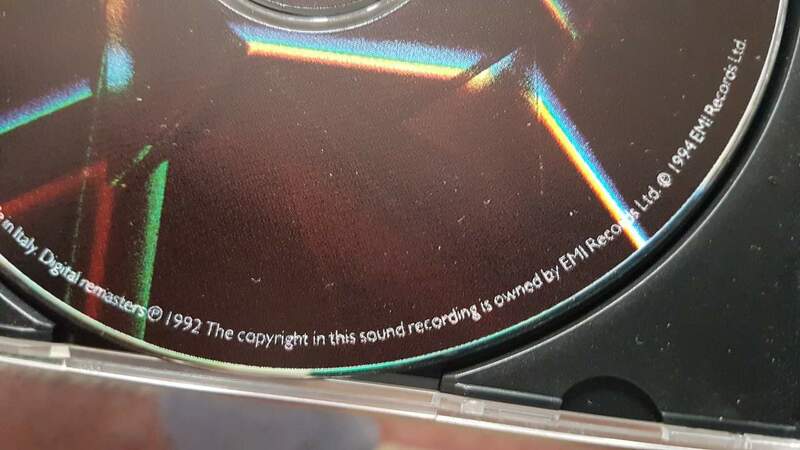 in Italy. Digital remasters ℗ 1992 The copyright in this sound recording is owned by EMI Records Ltd. © 1994 EMI Records Ltd.